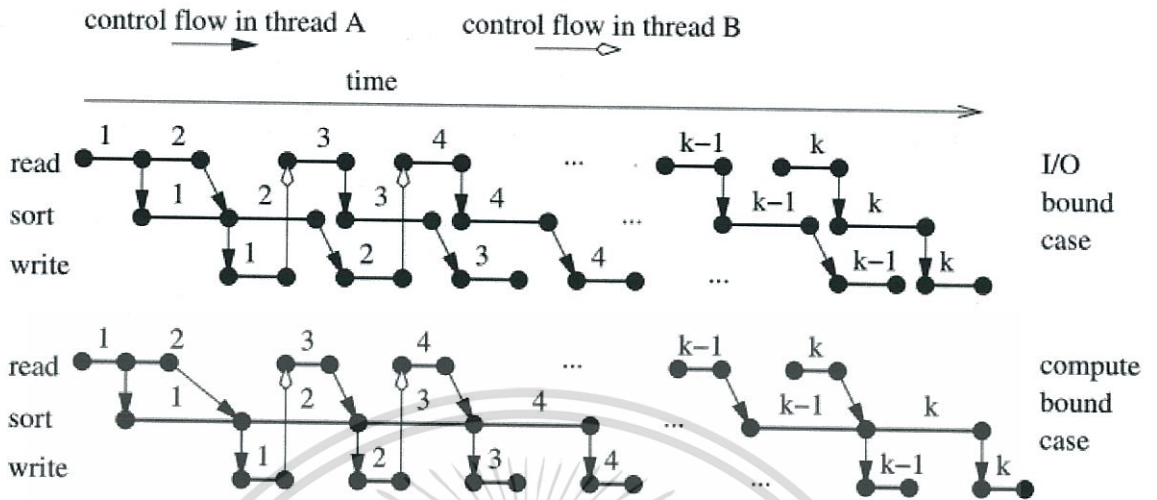 control flow in thread A control flow in thread B
time
1 2 3 4 k−1 k
read ... I/O
1 2 3 4 k−1 k
sort ... bound
case
write 1 2 3 4 ... k−1 k
1 2 3 4 k−1 k
read ... compute
1 2 3 4 k−1 k
sort ... bound
case
write 1 2 3 4 ... k−1 k